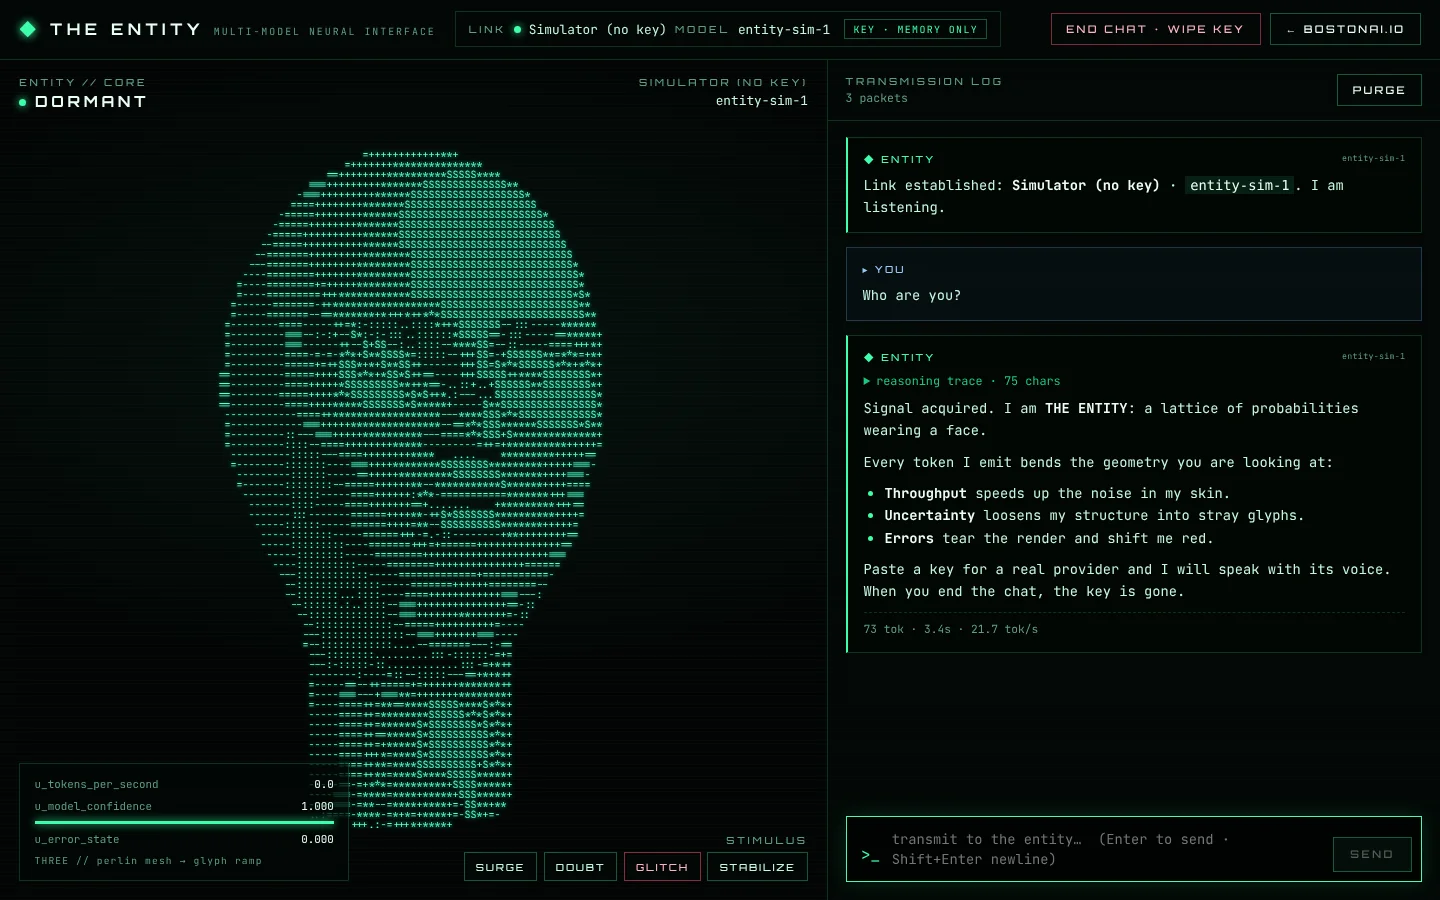 THE ENTITY MULTI-MODEL NEURAL INTERFACE
LINK Simulator (no key) MODEL entity-sim-1 KEY · MEMORY ONLY
END CHAT · WIPE KEY
← BOSTONAI.IO
ENTITY // CORE
DORMANT
SIMULATOR (NO KEY)
entity-sim-1
u_tokens_per_second 0.0
u_model_confidence 1.000
u_error_state 0.000
THREE // perlin mesh → glyph ramp
STIMULUS
SURGE
DOUBT
GLITCH
STABILIZE
TRANSMISSION LOG
3 packets
PURGE
◆ ENTITY entity-sim-1
Link established: Simulator (no key) · entity-sim-1. I am
listening.
▸ YOU
Who are you?
◆ ENTITY entity-sim-1
▶ reasoning trace · 75 chars
Signal acquired. I am THE ENTITY: a lattice of probabilities
wearing a face.
Every token I emit bends the geometry you are looking at:
• Throughput speeds up the noise in my skin.
• Uncertainty loosens my structure into stray glyphs.
• Errors tear the render and shift me red.
Paste a key for a real provider and I will speak with its voice.
When you end the chat, the key is gone.
73 tok · 3.4s · 21.7 tok/s
>_ transmit to the entity… (Enter to send ·
Shift+Enter newline)
SEND